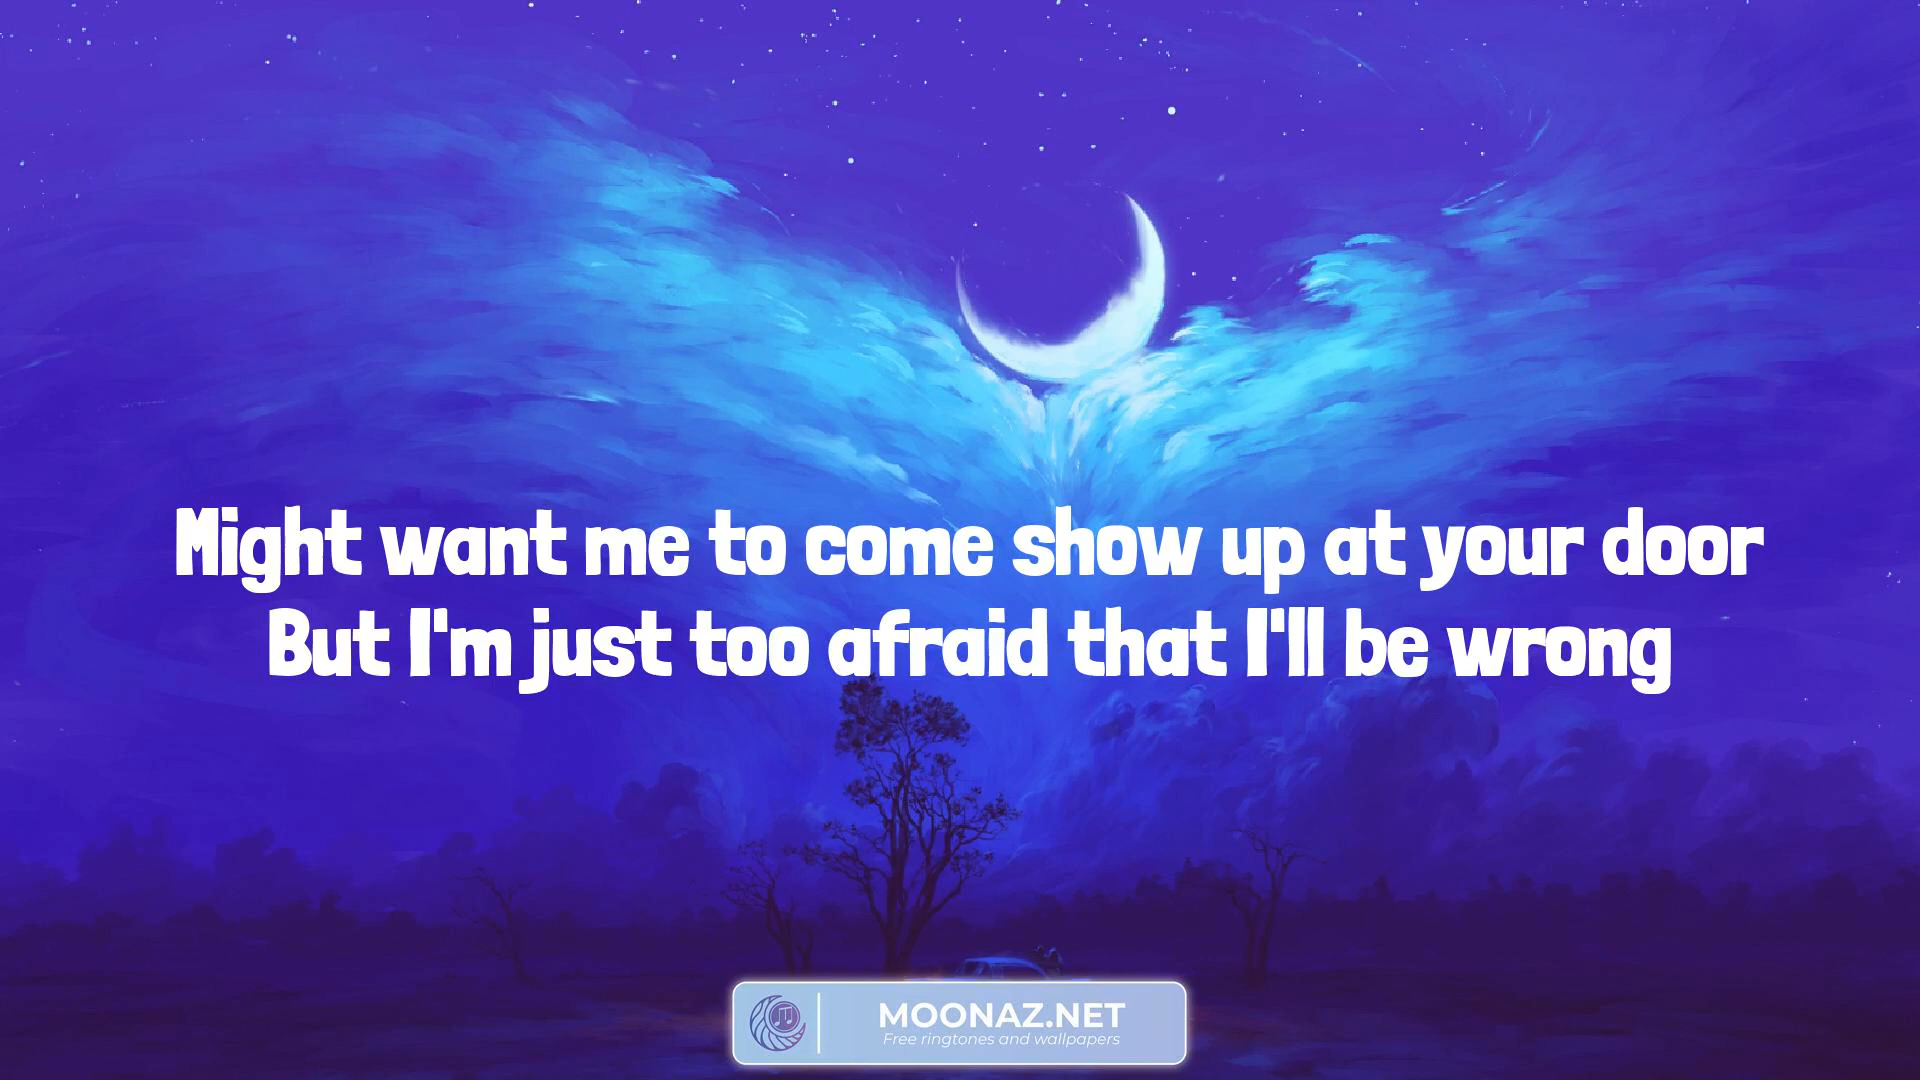 Might want me to come show up at your door
But I'm just too afraid that I'll be wrong
MOONAZ.NET
Free ringtones and wallpapers